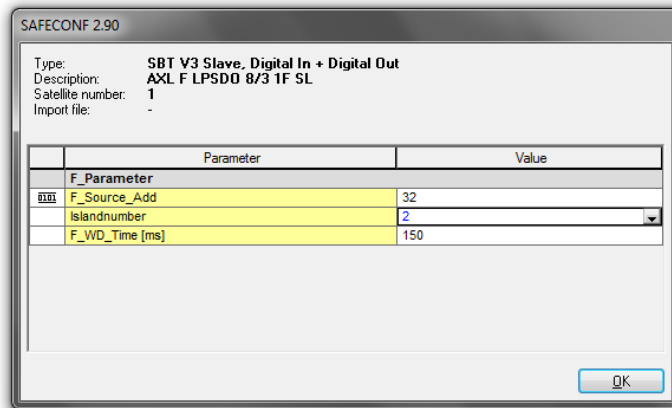 SAFECONF 2.90
Type: SBT V3 Slave, Digital In + Digital Out
Description: AXL F LPSDO 8/3 1F SL
Satellite number: 1
Import file: -
Parameter Value
F_Parameter
0101 F_Source_Add 32
Islandnumber 2
F_WD_Time [ms] 150
OK